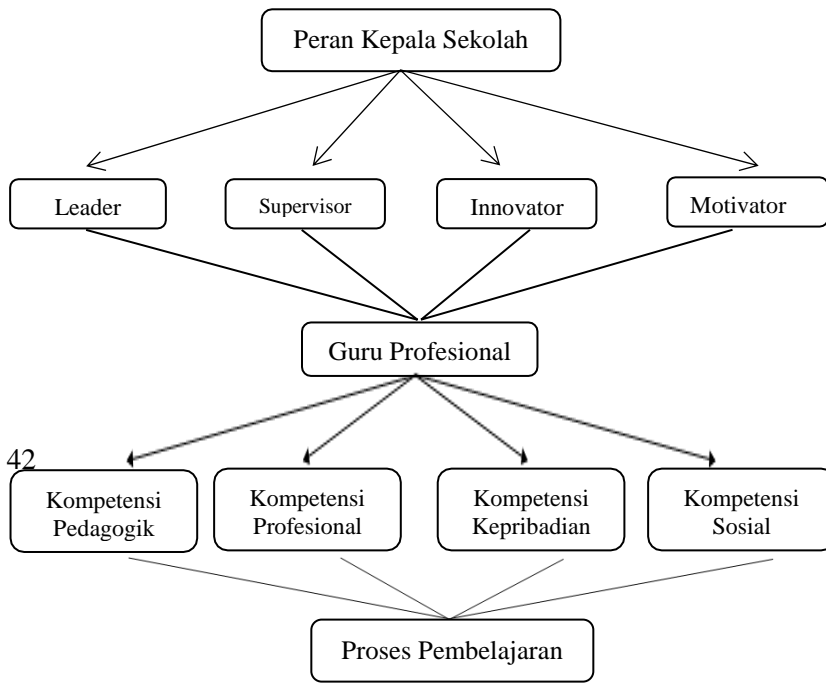 Peran Kepala Sekolah
Leader
Supervisor
Innovator
Motivator
Guru Profesional
42
Kompetensi
Pedagogik
Kompetensi
Profesional
Kompetensi
Kepribadian
Kompetensi
Sosial
Proses Pembelajaran